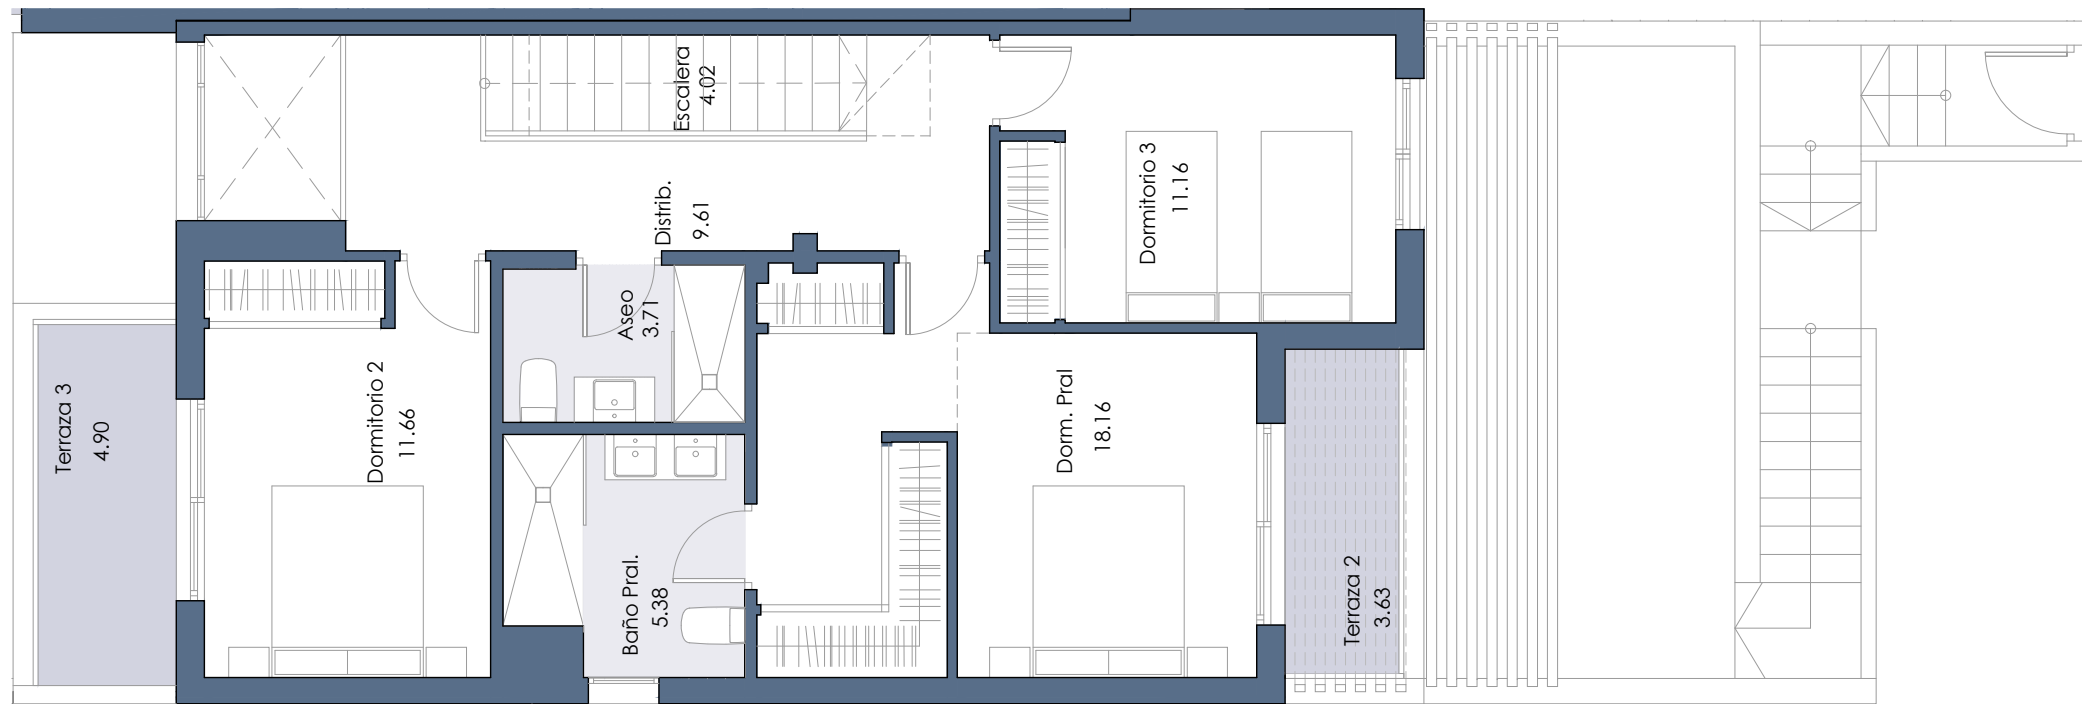 Escalera
4.02
Distrib.
9.61
Dormitorio 3
11.16
Aseo
3.71
Terraza 3
4.90
Dormitorio 2
11.66
Dorm. Pral
18.16
Baño Pral.
5.38
Terraza 2
3.63